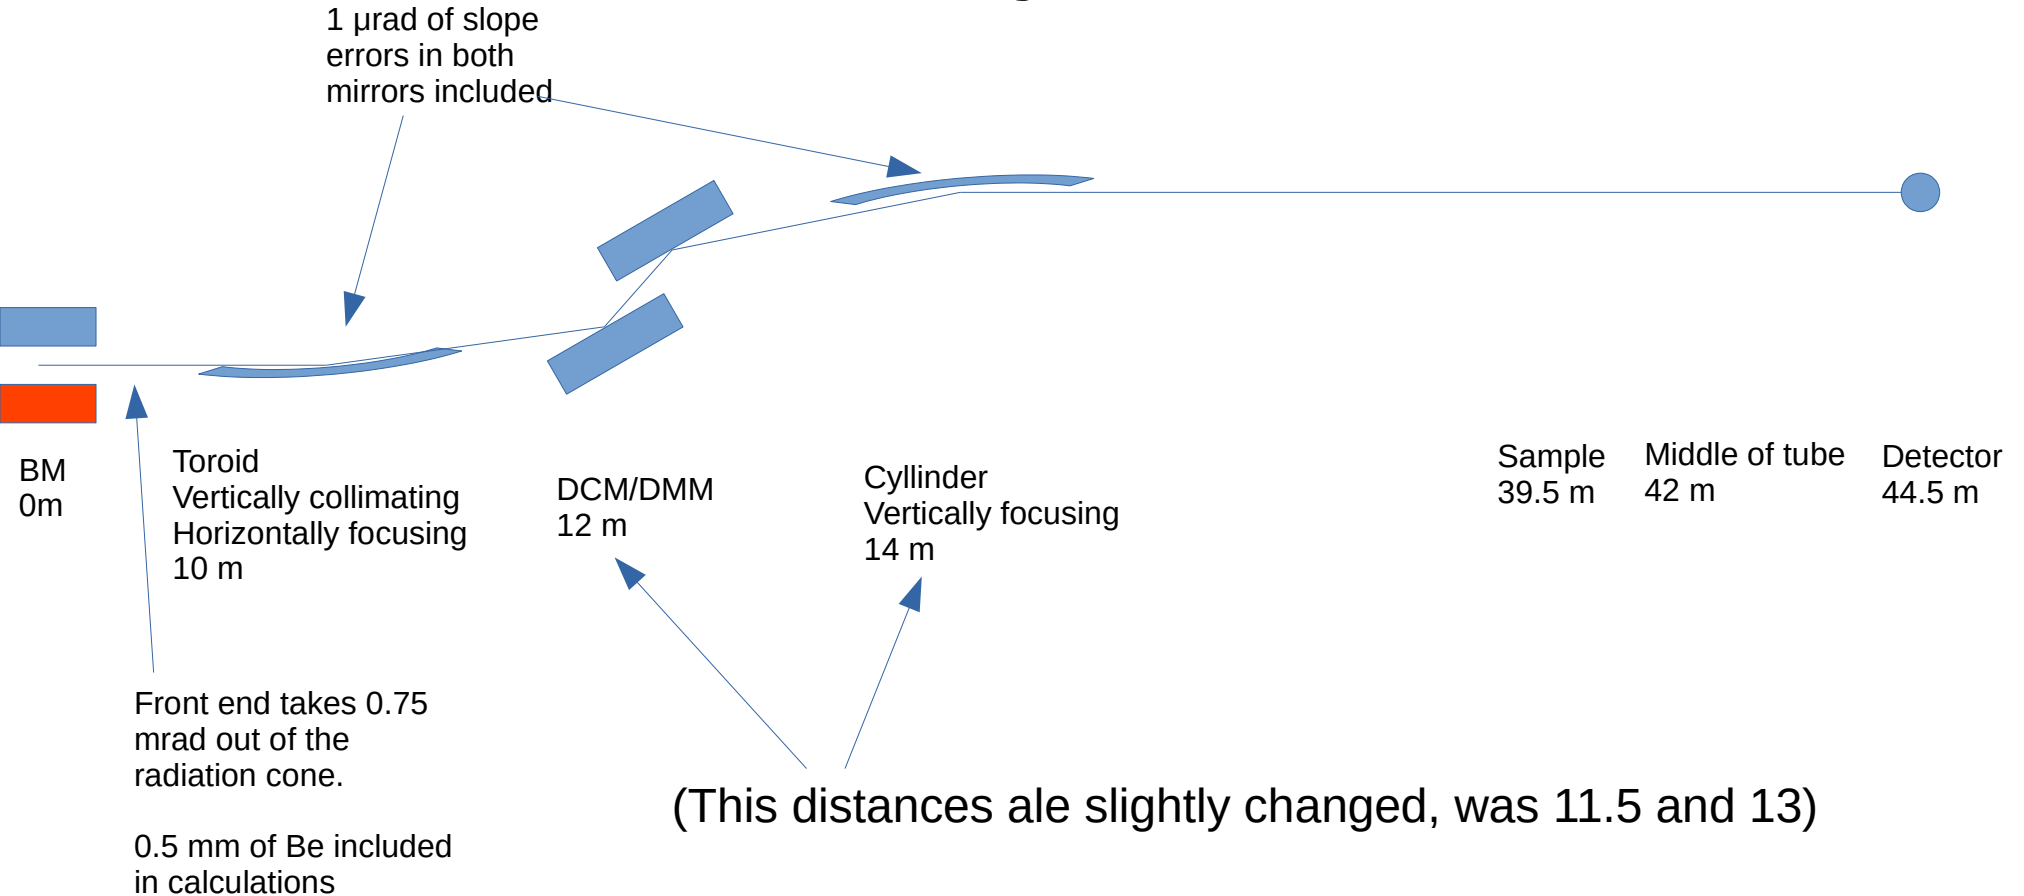 1 μrad of slope
errors in both
mirrors included
BM
0m
Toroid
Vertically collimating
Horizontally focusing
10 m
DCM/DMM
12 m
Cyllinder
Vertically focusing
14 m
Sample
39.5 m
Middle of tube
42 m
Detector
44.5 m
Front end takes 0.75
mrad out of the
radiation cone.
0.5 mm of Be included
in calculations
(This distances ale slightly changed, was 11.5 and 13)